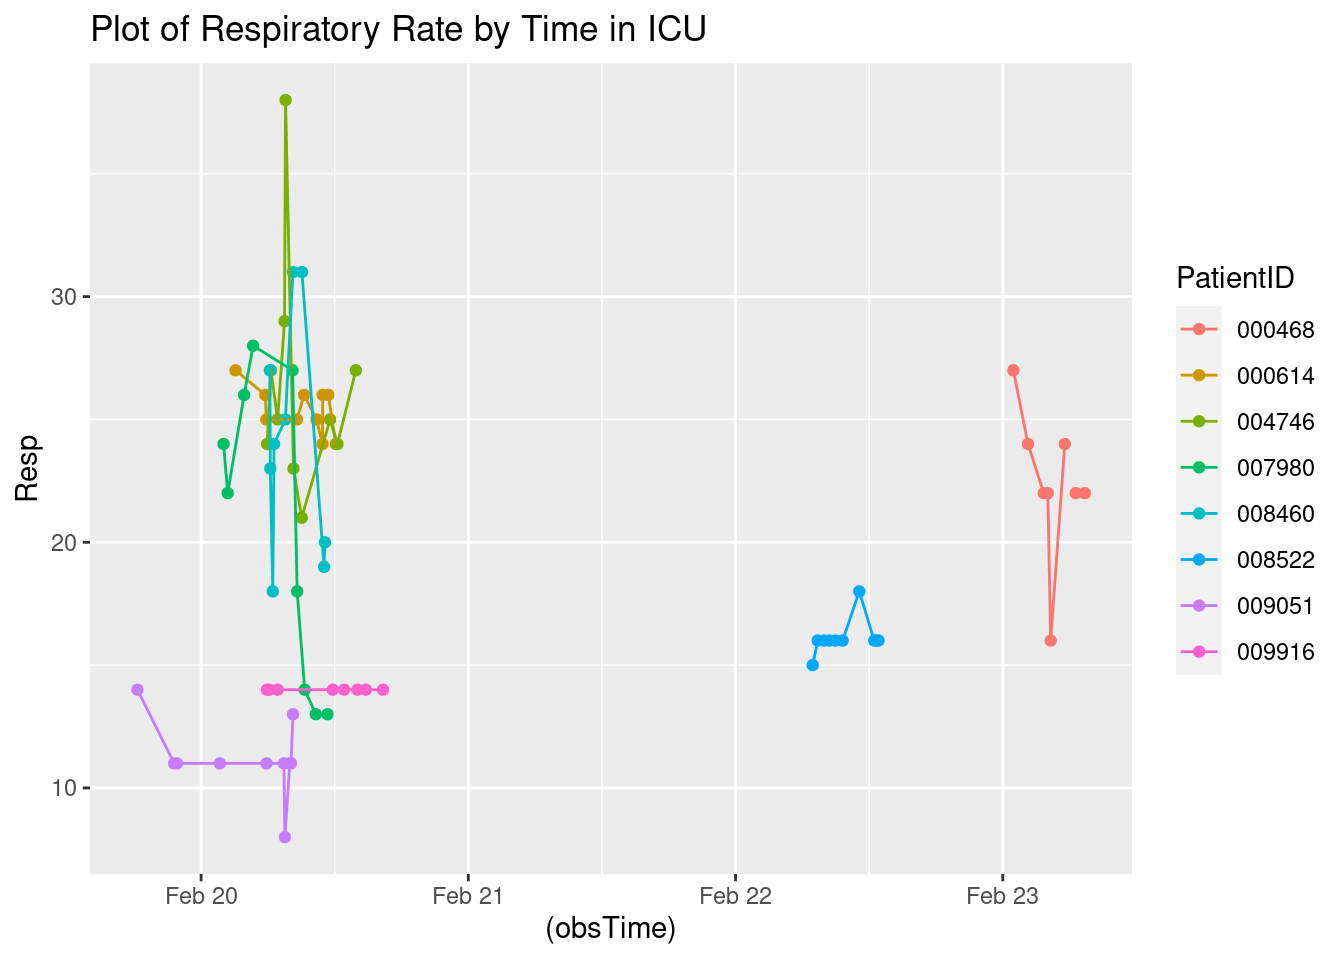 Plot of Respiratory Rate by Time in ICU
Resp
30
20
10
Feb 20
Feb 21
Feb 22
Feb 23
(obsTime)
PatientID
000468
000614
004746
007980
008460
008522
009051
009916